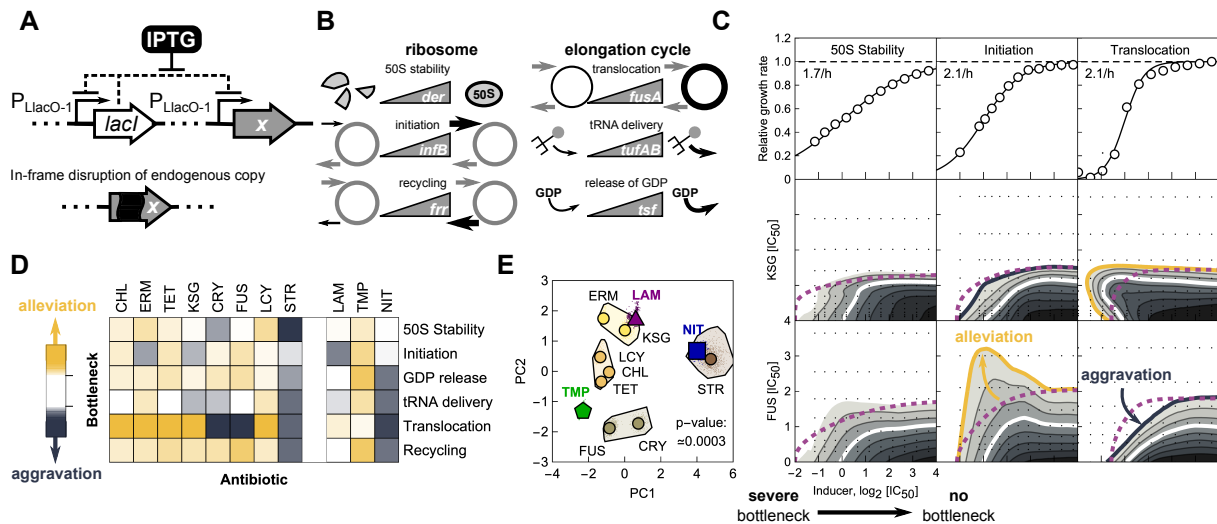 A
IPTG
P LlacO-1
P LlacO-1
lacI
x
In-frame disruption of endogenous copy
x
B
ribosome
elongation cycle
50S stability
der
50S
translocation
fusA
initiation
infB
tRNA delivery
tufAB
recycling
frr
release of GDP
GDP
tsf
GDP
C
50S Stability
Initiation
Translocation
1.7/h
2.1/h
2.1/h
Relative growth rate
1.2
1.0
0.8
0.6
0.4
0.2
0
KSG [IC50]
4
FUS [IC50]
4
3
2
1
0
alleviation
aggravation
−2 −1 0 1 2 3 4
Inducer, log2 [IC50]
severe
bottleneck
no
bottleneck
D
alleviation
aggravation
Bottleneck
CHL
ERM
TET
KSG
CRY
FUS
LCY
STR
LAM
TMP
NIT
50S Stability
Initiation
GDP release
tRNA delivery
Translocation
Recycling
Antibiotic
E
PC2
3
2
1
0
−1
−2
−3
ERM
LAM
KSG
NIT
LCY
CHL
TET
STR
TMP
FUS
CRY
p−value:
≃0.0003
−4 −2 0 2 4 6
PC1